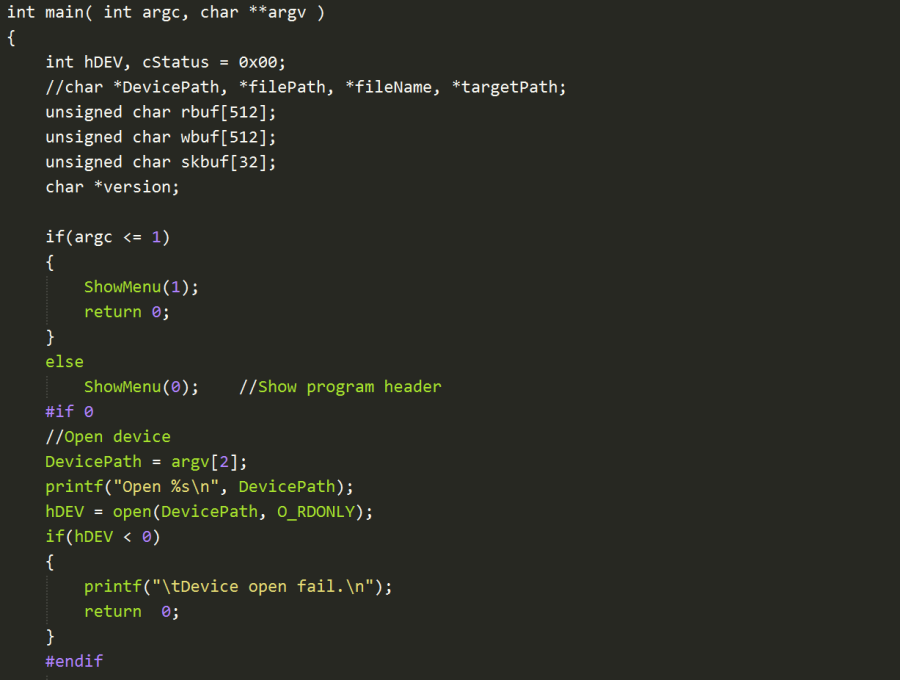 int main( int argc, char **argv )
{
    int hDEV, cStatus = 0x00;
    //char *DevicePath, *filePath, *fileName, *targetPath;
    unsigned char rbuf[512];
    unsigned char wbuf[512];
    unsigned char skbuf[32];
    char *version;

    if(argc <= 1)
    {
        ShowMenu(1);
        return 0;
    }
    else
        ShowMenu(0);    //Show program header
    #if 0
    //Open device
    DevicePath = argv[2];
    printf("Open %s\n", DevicePath);
    hDEV = open(DevicePath, O_RDONLY);
    if(hDEV < 0)
    {
        printf("\tDevice open fail.\n");
        return  0;
    }
    #endif